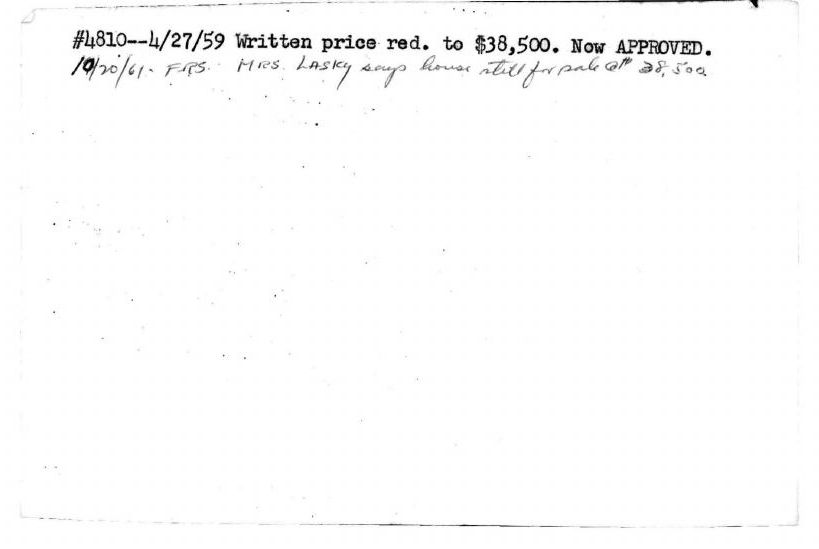 #4810--4/27/59 Written price red. to $38,500. Now APPROVED.
10/20/61- FRS. MRS. LASKY says house still for sale @ 38,500